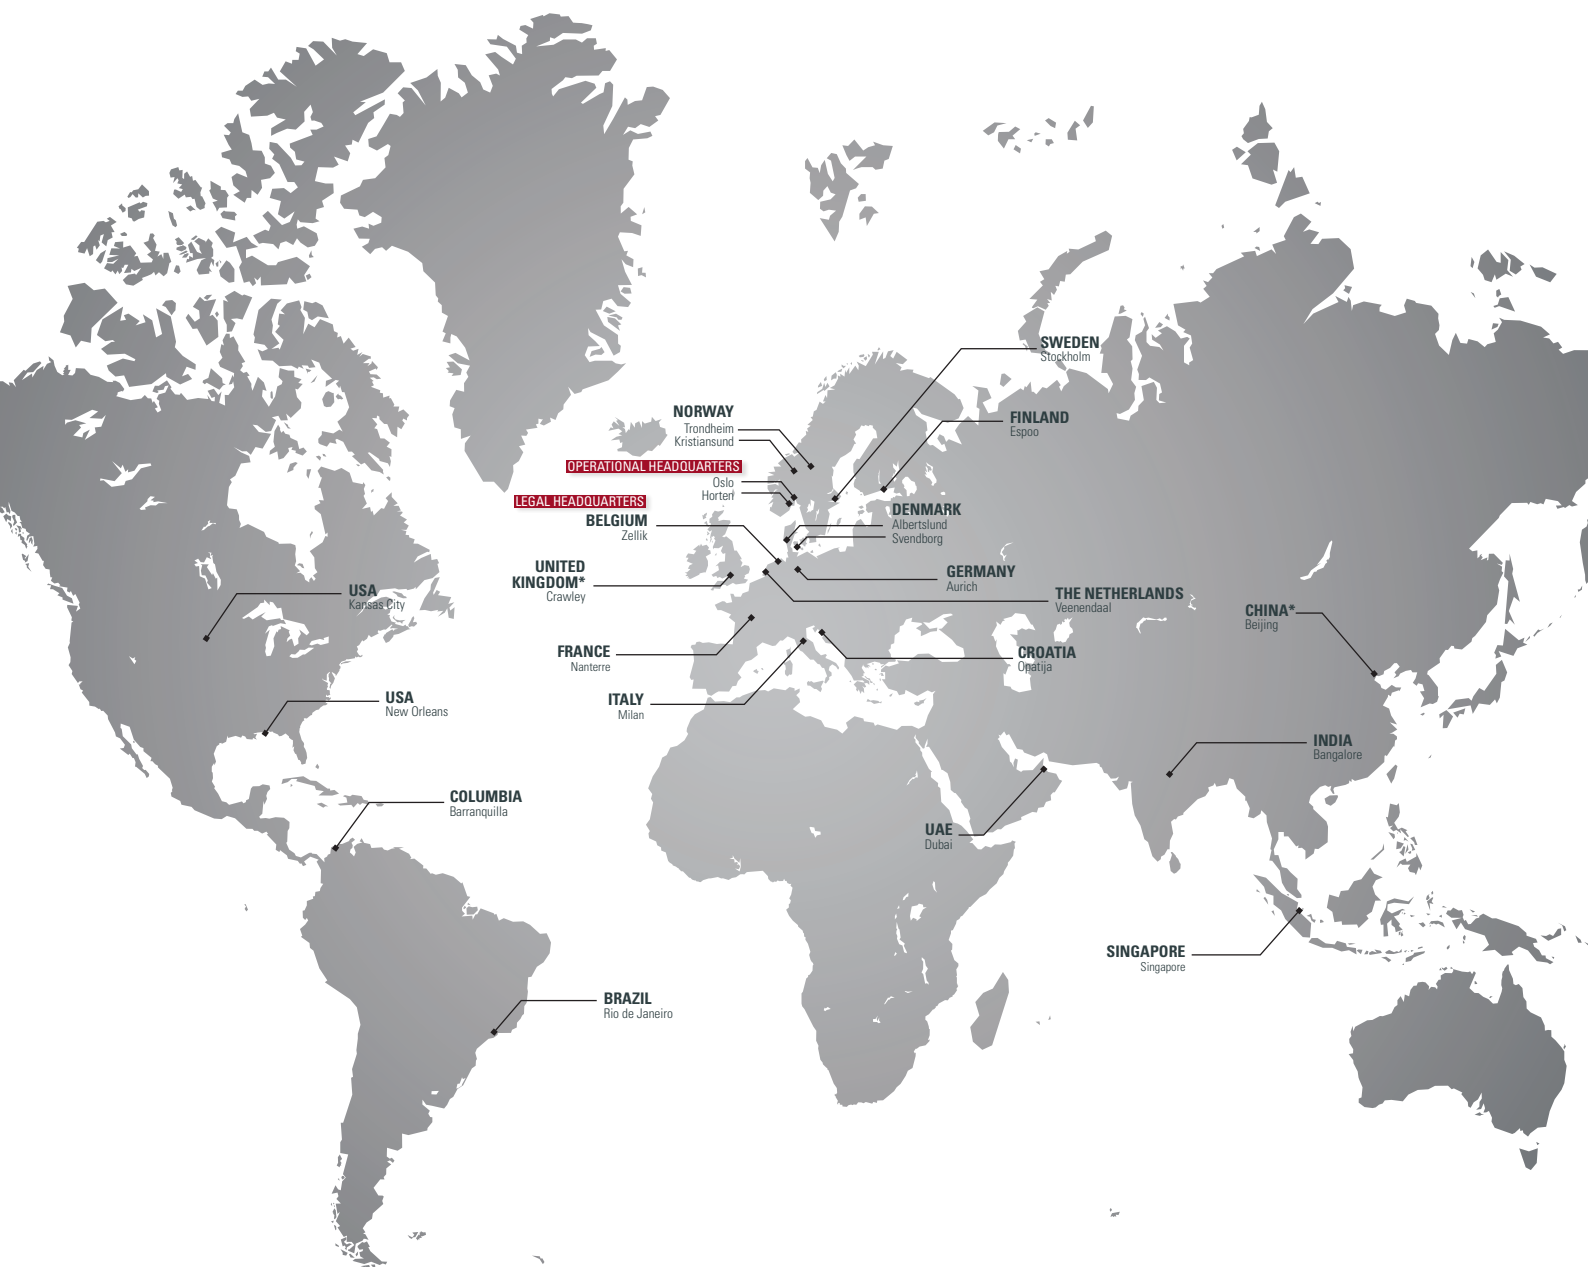 SWEDEN
Stockholm
NORWAY
Trondheim
Kristiansund
FINLAND
Espoo
OPERATIONAL HEADQUARTERS
Oslo
Horten
LEGAL HEADQUARTERS
BELGIUM
Zellik
DENMARK
Albertslund
Svendborg
UNITED
KINGDOM*
Crawley
GERMANY
Aurich
USA
Kansas City
THE NETHERLANDS
Veenendaal
CHINA*
Beijing
FRANCE
Nanterre
CROATIA
Opatija
USA
New Orleans
ITALY
Milan
INDIA
Bangalore
COLUMBIA
Barranquilla
UAE
Dubai
SINGAPORE
Singapore
BRAZIL
Rio de Janeiro